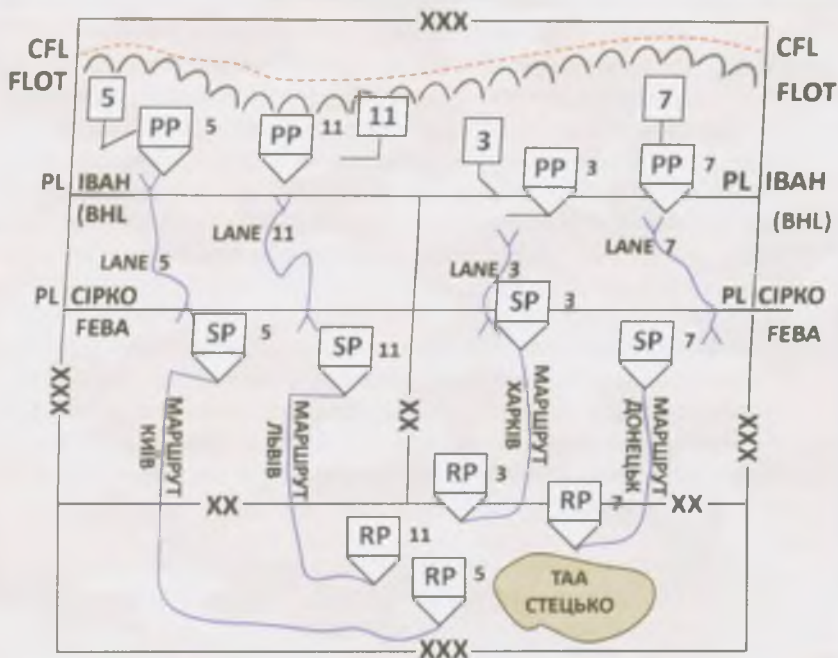 XXX
CFL
CFL
FLOT
FLOT
5
PP
5
PP
11
11
3
PP
3
7
PP
7
PL
ІВАН
(BHL
PL
ІВАН
(BHL)
LANE 5
LANE 11
LANE 3
LANE 7
PL
СІРКО
FEBA
PL
СІРКО
FEBA
SP
5
SP
11
SP
3
SP
7
XXX
XX
XXX
МАРШРУТ
КИЇВ
МАРШРУТ
ЛЬВІВ
МАРШРУТ
ХАРКІВ
МАРШРУТ
ДОНЕЦЬК
RP
3
RP
7
XX
XX
RP
11
RP
5
ТАА
СТЕЦЬКО
XXX